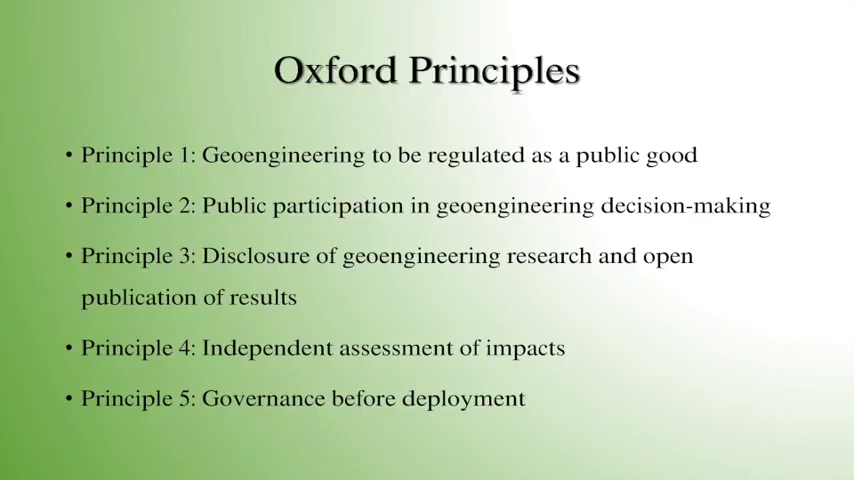 Oxford Principles
• Principle 1: Geoengineering to be regulated as a public good
• Principle 2: Public participation in geoengineering decision-making
• Principle 3: Disclosure of geoengineering research and open
publication of results
• Principle 4: Independent assessment of impacts
• Principle 5: Governance before deployment